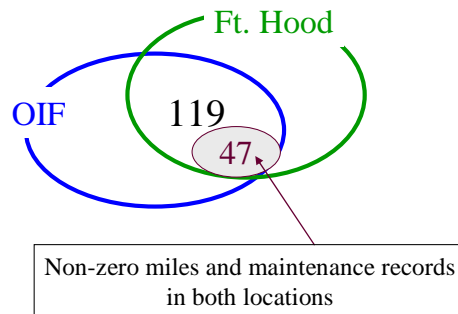 Ft. Hood
OIF
119
47
Non-zero miles and maintenance records
in both locations